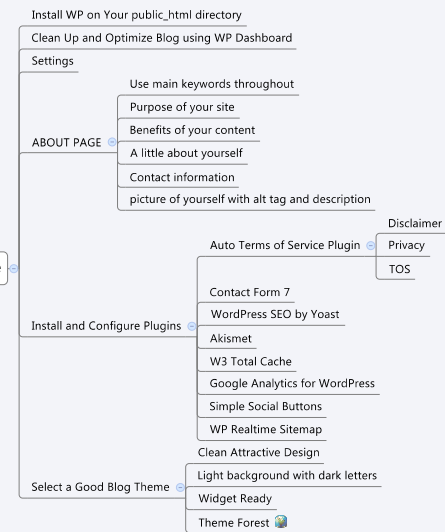 Install WP on Your public_html directory
Clean Up and Optimize Blog using WP Dashboard
Settings
ABOUT PAGE
Use main keywords throughout
Purpose of your site
Benefits of your content
A little about yourself
Contact information
picture of yourself with alt tag and description
Install and Configure Plugins
Auto Terms of Service Plugin
Disclaimer
Privacy
TOS
Contact Form 7
WordPress SEO by Yoast
Akismet
W3 Total Cache
Google Analytics for WordPress
Simple Social Buttons
WP Realtime Sitemap
Select a Good Blog Theme
Clean Attractive Design
Light background with dark letters
Widget Ready
Theme Forest